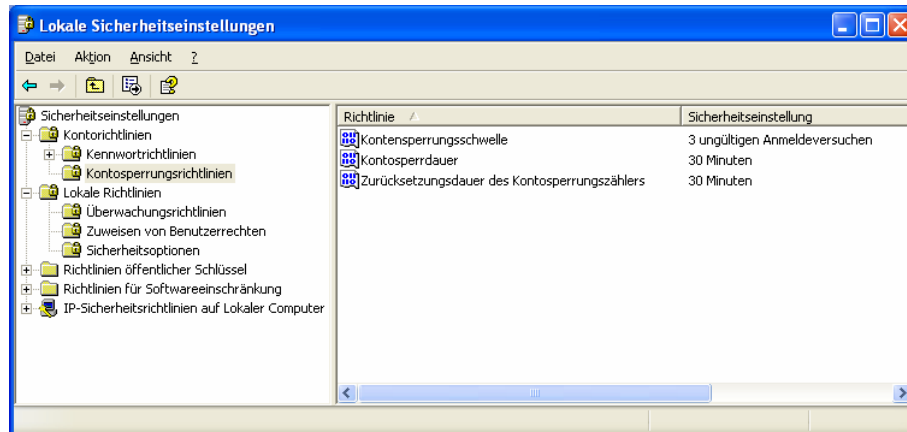 Lokale Sicherheitseinstellungen
Datei Aktion Ansicht ?
Sicherheitseinstellungen
Kontorichtlinien
Kennwortrichtlinien
Kontosperrungsrichtlinien
Lokale Richtlinien
Überwachungsrichtlinien
Zuweisen von Benutzerrechten
Sicherheitsoptionen
Richtlinien öffentlicher Schlüssel
Richtlinien für Softwareeinschränkung
IP-Sicherheitsrichtlinien auf Lokaler Computer
Richtlinie Sicherheitseinstellung
Kontensperrungsschwelle 3 ungültigen Anmeldeversuchen
Kontosperrdauer 30 Minuten
Zurücksetzungsdauer des Kontosperrungszählers 30 Minuten